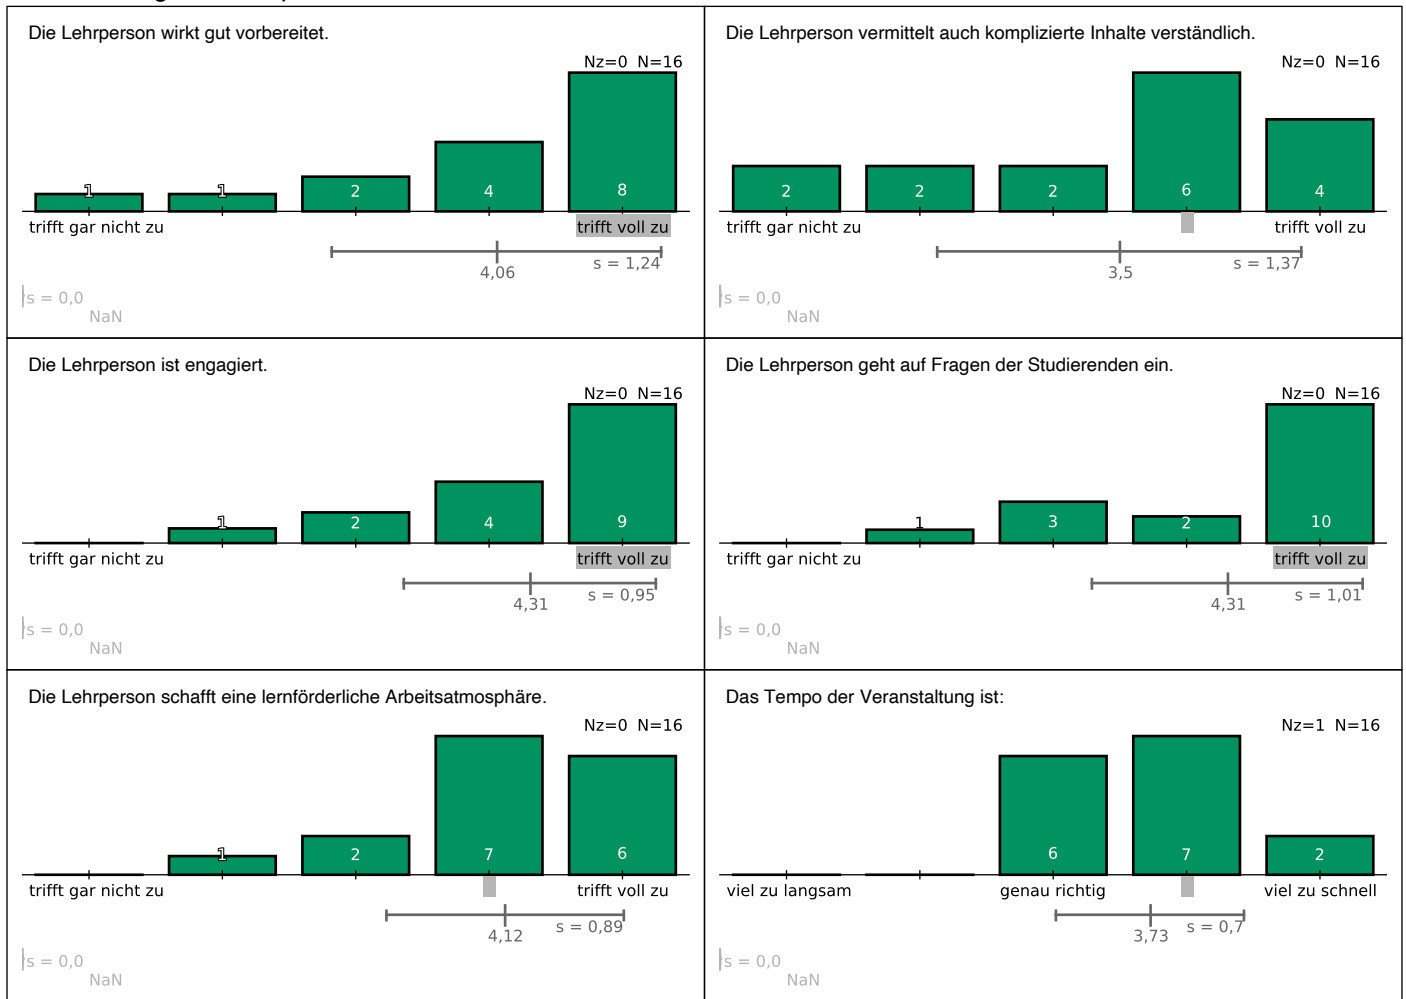 Die Lehrperson wirkt gut vorbereitet.
Nz=0 N=16
1 1 2 4 8
trifft gar nicht zu trifft voll zu
4,06 s = 1,24
s = 0,0
NaN
Die Lehrperson vermittelt auch komplizierte Inhalte verständlich.
Nz=0 N=16
2 2 2 6 4
trifft gar nicht zu trifft voll zu
3,5 s = 1,37
s = 0,0
NaN
Die Lehrperson ist engagiert.
Nz=0 N=16
1 2 4 9
trifft gar nicht zu trifft voll zu
4,31 s = 0,95
s = 0,0
NaN
Die Lehrperson geht auf Fragen der Studierenden ein.
Nz=0 N=16
1 3 2 10
trifft gar nicht zu trifft voll zu
4,31 s = 1,01
s = 0,0
NaN
Die Lehrperson schafft eine lernförderliche Arbeitsatmosphäre.
Nz=0 N=16
1 2 7 6
trifft gar nicht zu trifft voll zu
4,12 s = 0,89
s = 0,0
NaN
Das Tempo der Veranstaltung ist:
Nz=1 N=16
6 7 2
viel zu langsam genau richtig viel zu schnell
3,73 s = 0,7
s = 0,0
NaN